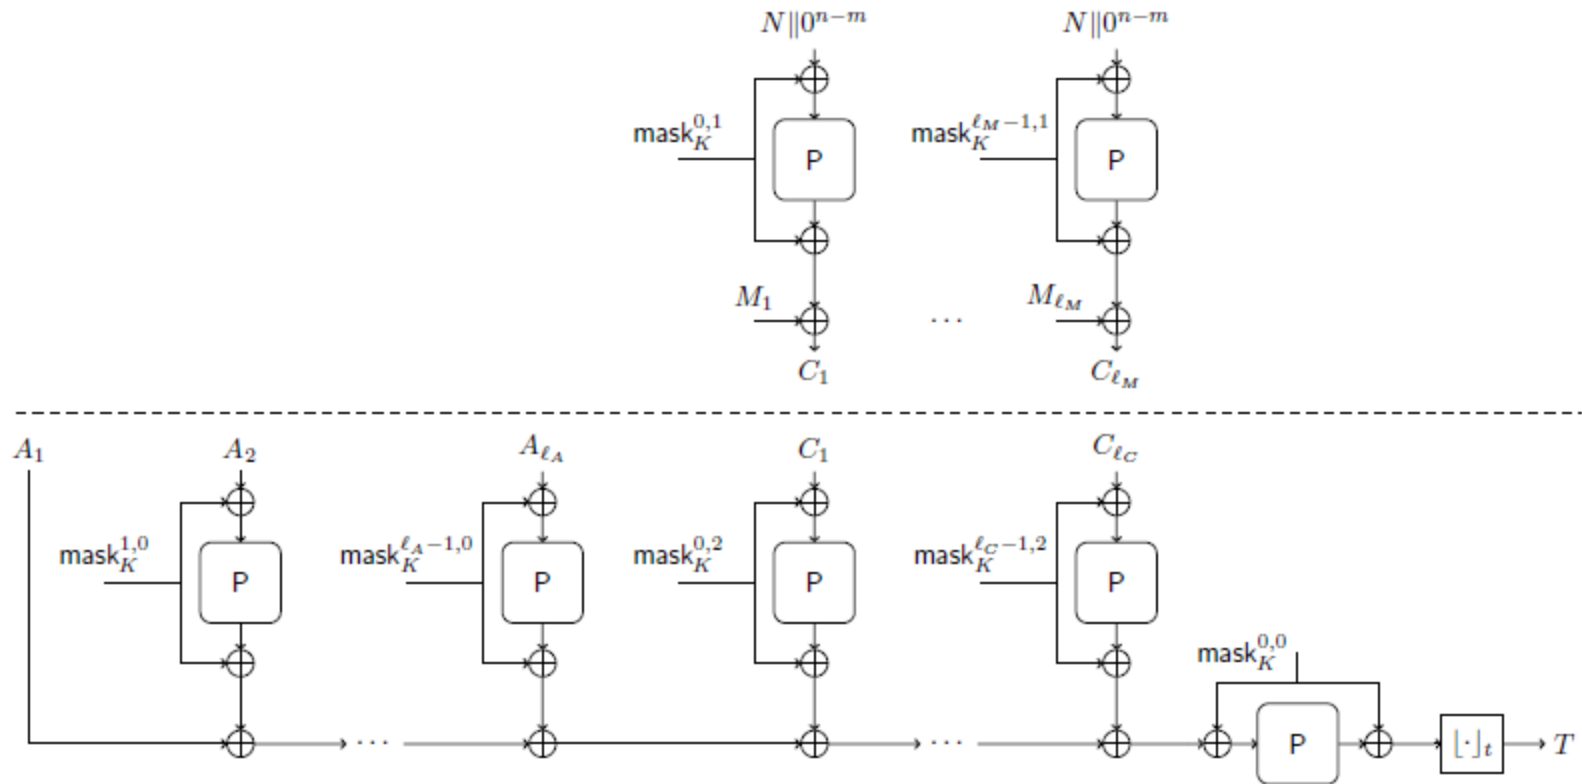 N‖0^{n−m} N‖0^{n−m}
mask_K^{0,1} P mask_K^{ℓ_M−1,1} P
M_1 ··· M_{ℓ_M}
C_1 C_{ℓ_M}
A_1 A_2 A_{ℓ_A} C_1 C_{ℓ_C}
mask_K^{1,0} P mask_K^{ℓ_A−1,0} P mask_K^{0,2} P mask_K^{ℓ_C−1,2} P
mask_K^{0,0}
··· ··· P ⌊·⌋_t T